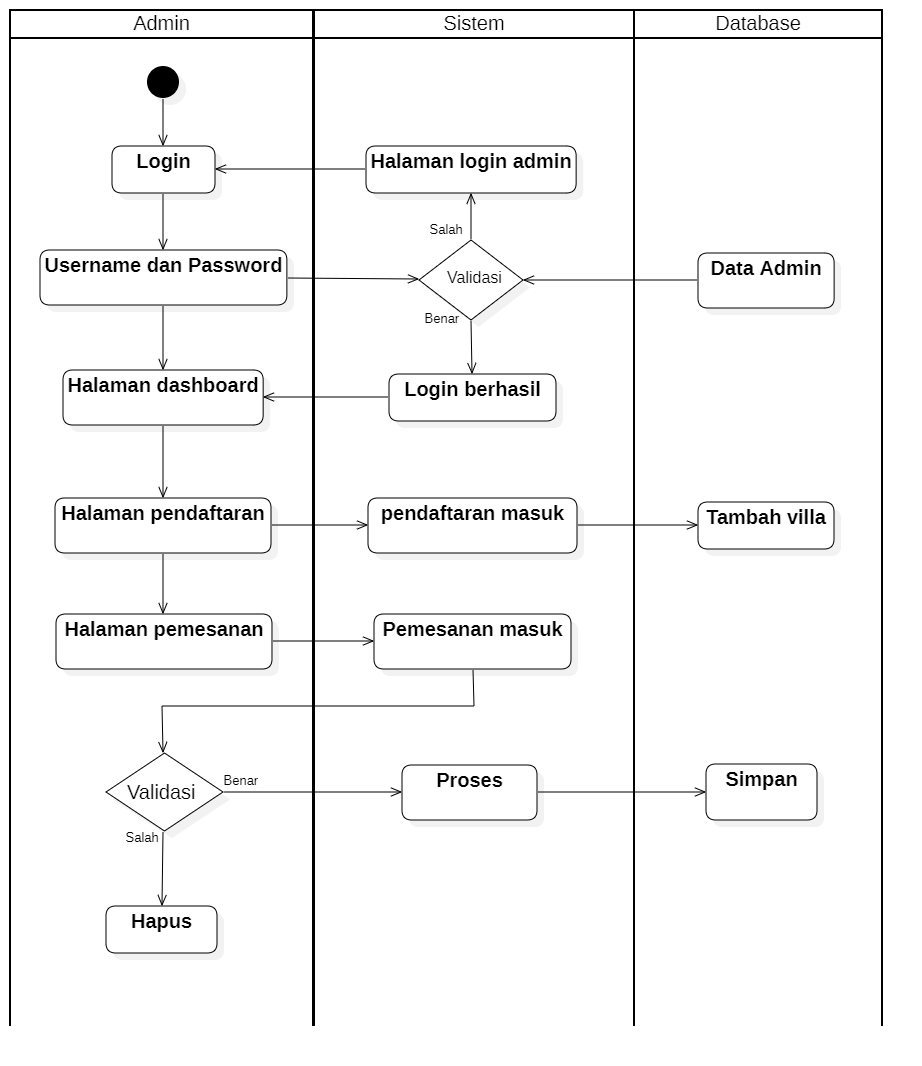 Admin
Sistem
Database
Login
Halaman login admin
Salah
Username dan Password
Validasi
Data Admin
Benar
Halaman dashboard
Login berhasil
Halaman pendaftaran
pendaftaran masuk
Tambah villa
Halaman pemesanan
Pemesanan masuk
Validasi
Benar
Proses
Simpan
Salah
Hapus